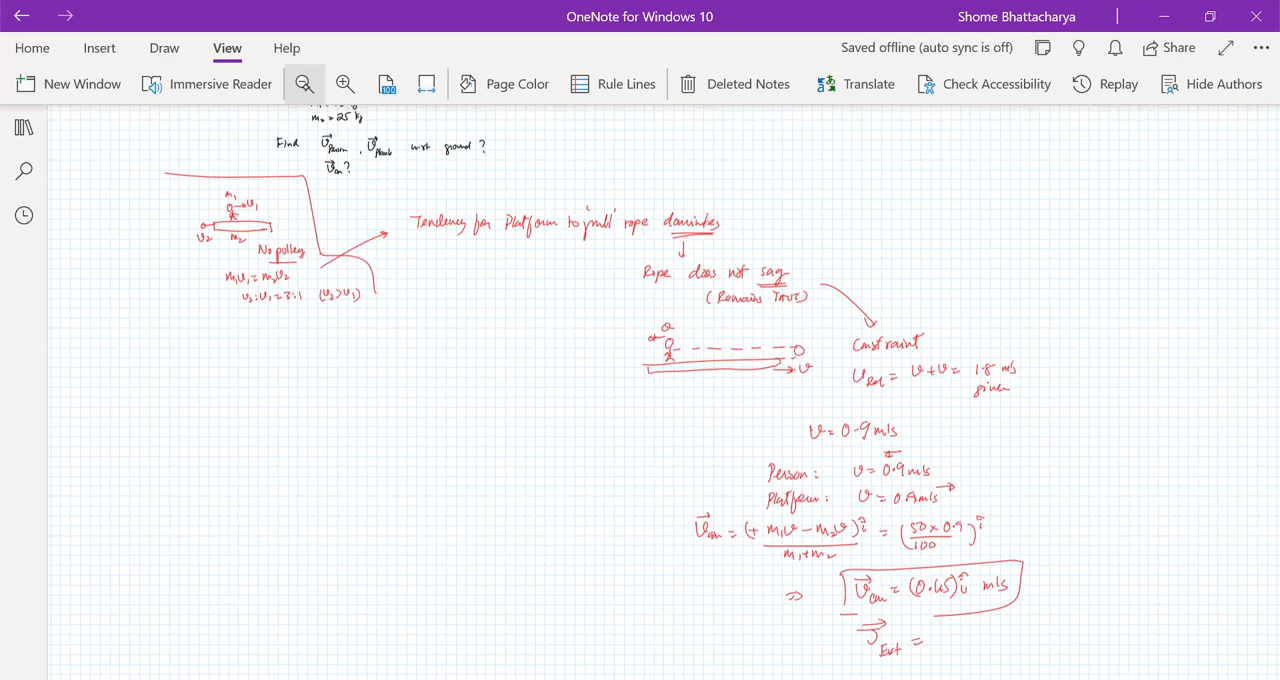 OneNote for Windows 10
Shome Bhattacharya
Home Insert Draw View Help
Saved offline (auto sync is off) Share
New Window Immersive Reader 100 Page Color Rule Lines Deleted Notes Translate Check Accessibility Replay Hide Authors
m₂ = 25 kg
Find v⃗person, v⃗plank wrt ground ?
v⃗cm ?
m₁
v₁
v₂ m₂
No pulley
m₁v₁ = m₂v₂
v₂ : v₁ = 3:1 (v₂ > v₁)
Tendency for Platform to 'pull' rope
Rope does not sag
(Remains TAUT)
v
v
Constraint
vRel = v + v = 1.8 m/s
given
v = 0.9 m/s
Person: v = 0.9 m/s ←
Platform: v = 0.9 m/s →
v⃗cm = (+ m₁v − m₂v) î / (m₁ + m₂) = (50 × 0.9 / 100) î
⇒ v⃗cm = (0.45) î m/s
J⃗Ext =